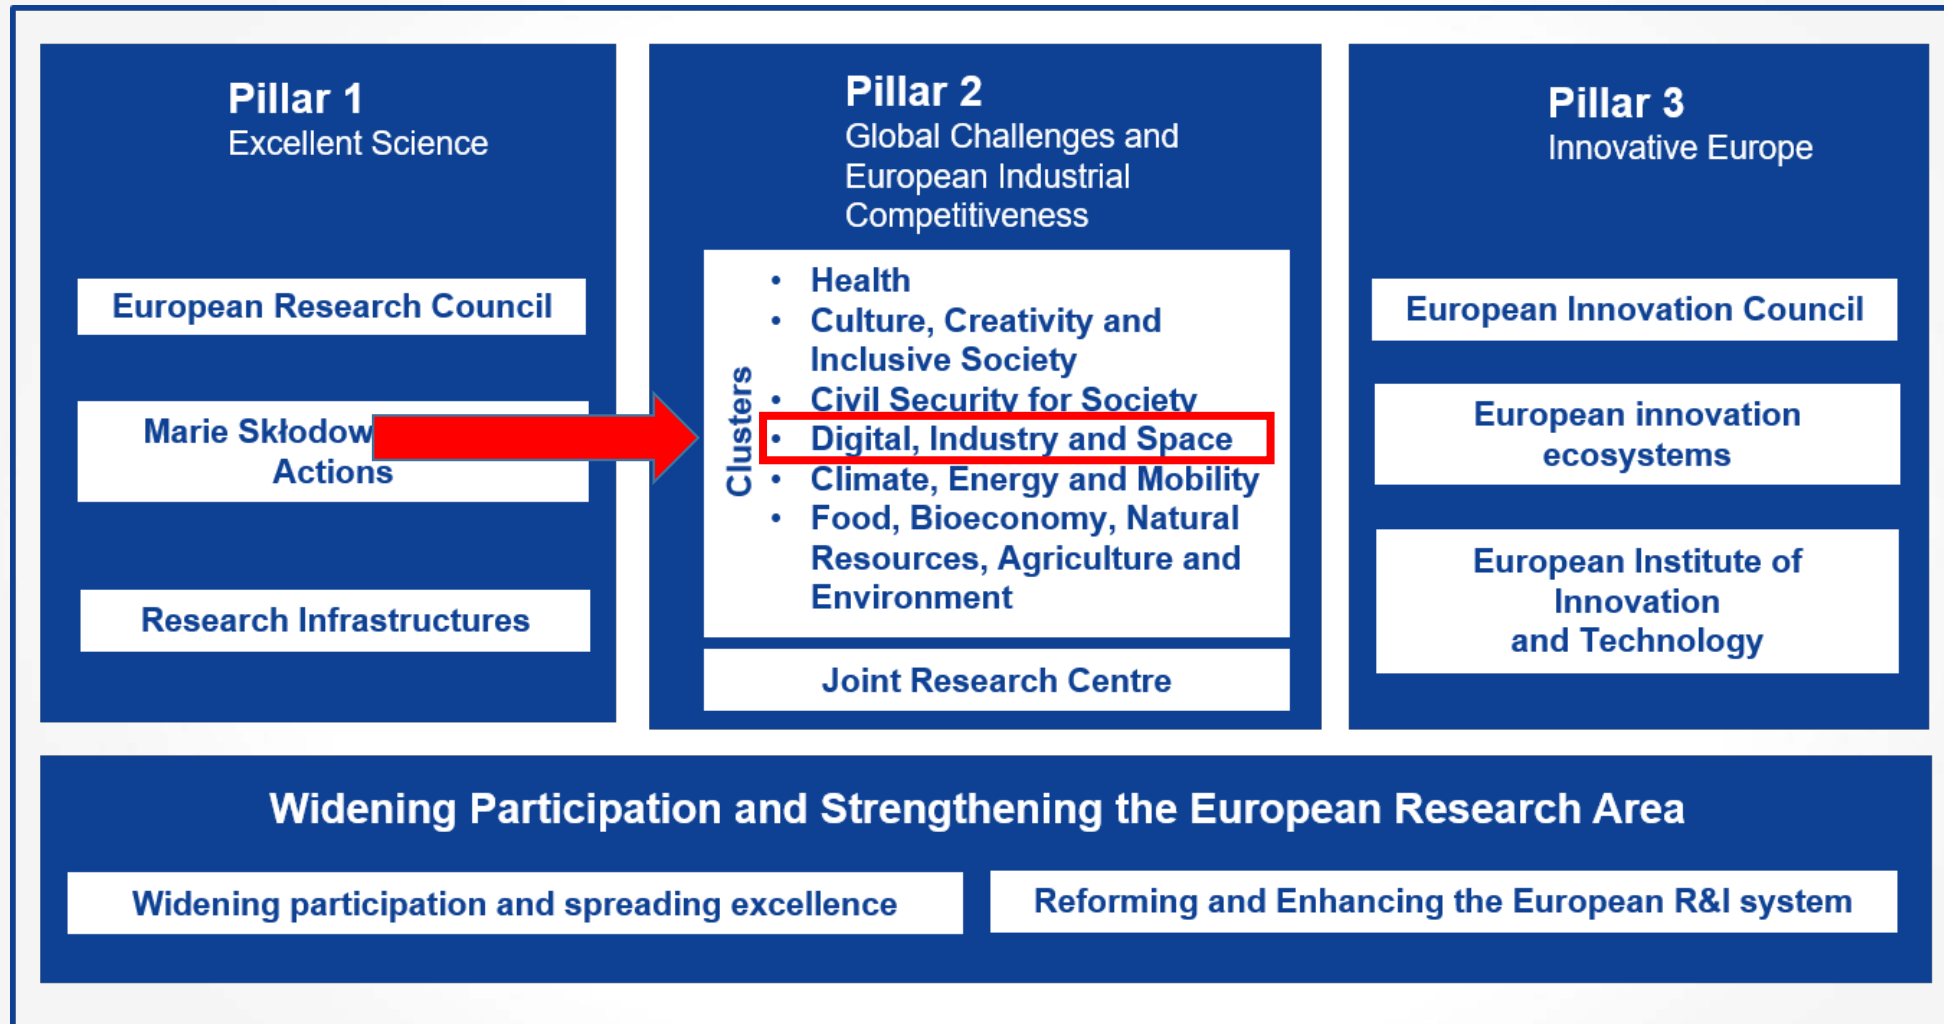 Pillar 1
Excellent Science
European Research Council
Marie Skłodow
Actions
Research Infrastructures
Pillar 2
Global Challenges and
European Industrial
Competitiveness
Clusters
• Health
• Culture, Creativity and
Inclusive Society
• Civil Security for Society
• Digital, Industry and Space
• Climate, Energy and Mobility
• Food, Bioeconomy, Natural
Resources, Agriculture and
Environment
Joint Research Centre
Pillar 3
Innovative Europe
European Innovation Council
European innovation
ecosystems
European Institute of
Innovation
and Technology
Widening Participation and Strengthening the European Research Area
Widening participation and spreading excellence
Reforming and Enhancing the European R&I system